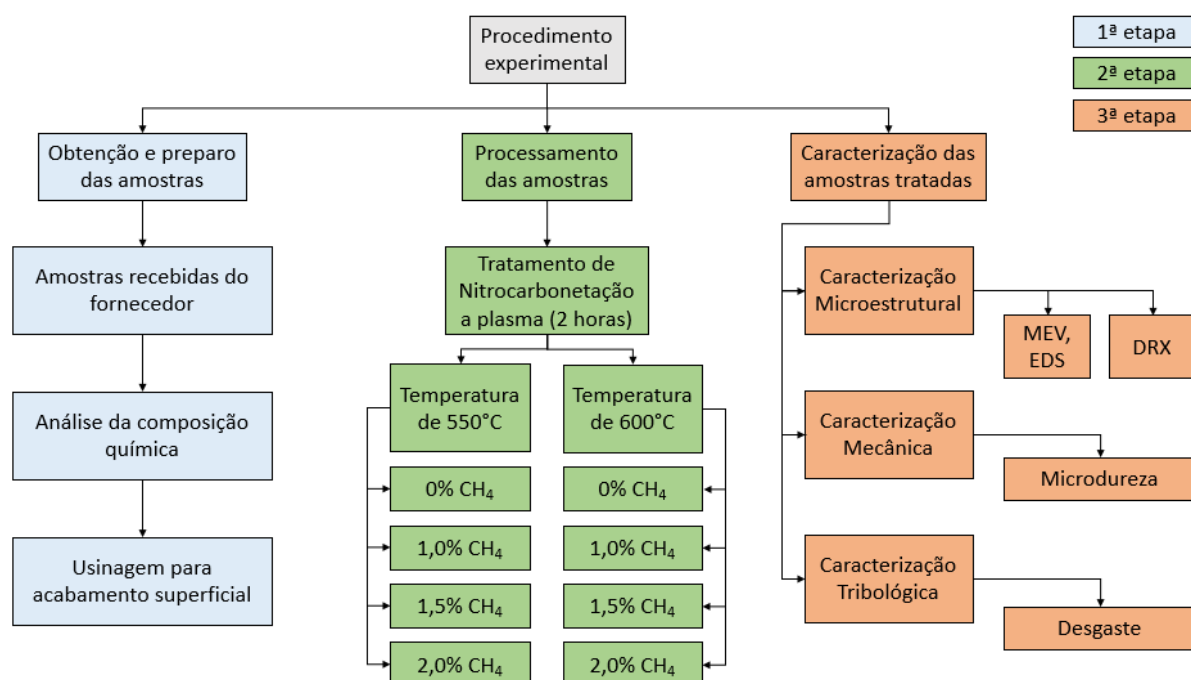 Procedimento
experimental
1ª etapa
2ª etapa
3ª etapa
Obtenção e preparo
das amostras
Amostras recebidas do
fornecedor
Análise da composição
química
Usinagem para
acabamento superficial
Processamento
das amostras
Tratamento de
Nitrocarbonetação
a plasma (2 horas)
Temperatura
de 550°C
0% CH₄
1,0% CH₄
1,5% CH₄
2,0% CH₄
Temperatura
de 600°C
0% CH₄
1,0% CH₄
1,5% CH₄
2,0% CH₄
Caracterização das
amostras tratadas
Caracterização
Microestrutural
MEV,
EDS
DRX
Caracterização
Mecânica
Microdureza
Caracterização
Tribológica
Desgaste